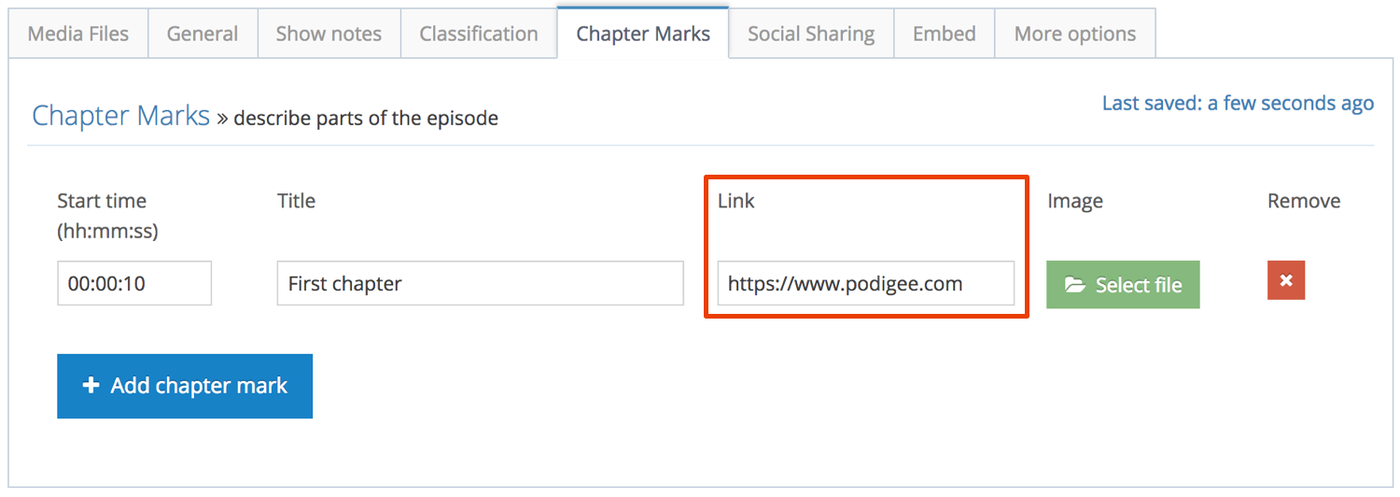 Media Files General Show notes Classification Chapter Marks Social Sharing Embed More options
Chapter Marks » describe parts of the episode
Last saved: a few seconds ago
Start time Title Link Image Remove
(hh:mm:ss)
00:00:10 First chapter https://www.podigee.com Select file
Add chapter mark